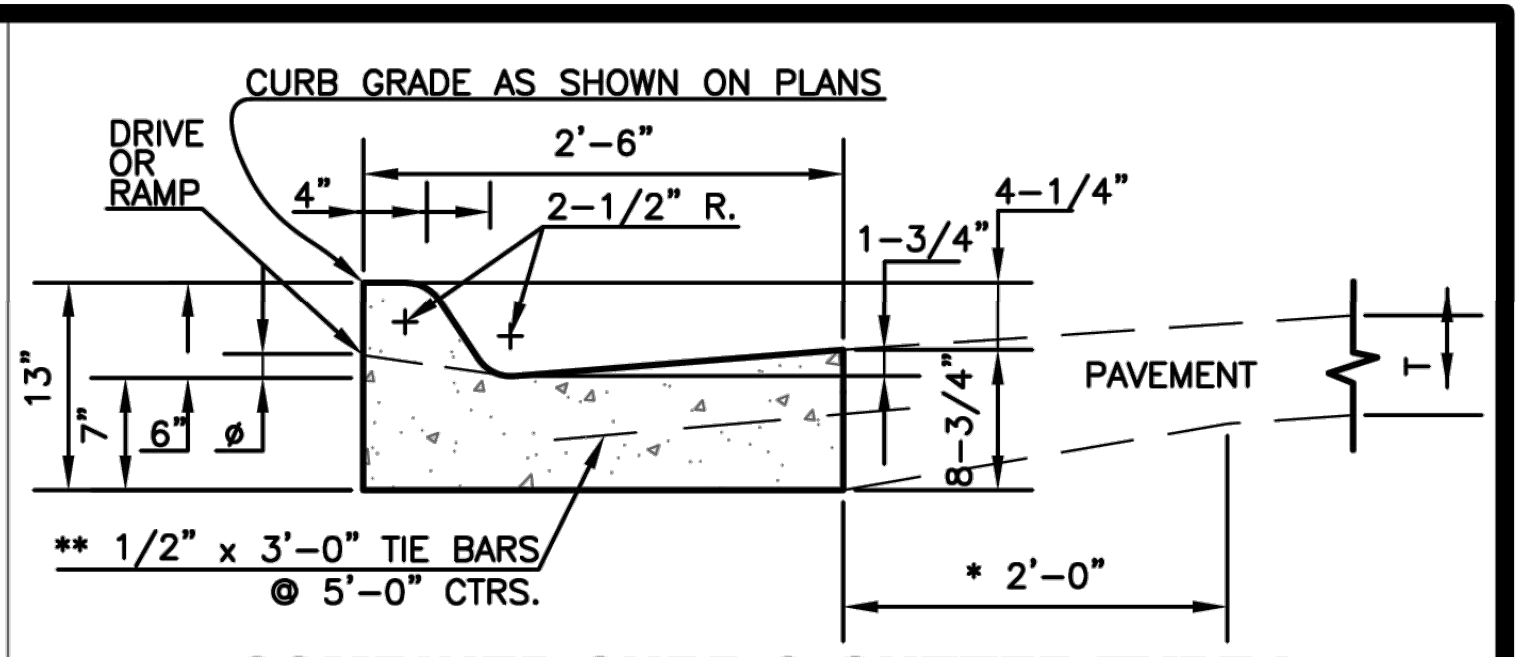 CURB GRADE AS SHOWN ON PLANS
DRIVE
OR
RAMP
2'-6"
4"
2-1/2" R.
4-1/4"
1-3/4"
13"
7"
6"
ø
8-3/4"
PAVEMENT
T
** 1/2" x 3'-0" TIE BARS
@ 5'-0" CTRS.
* 2'-0"